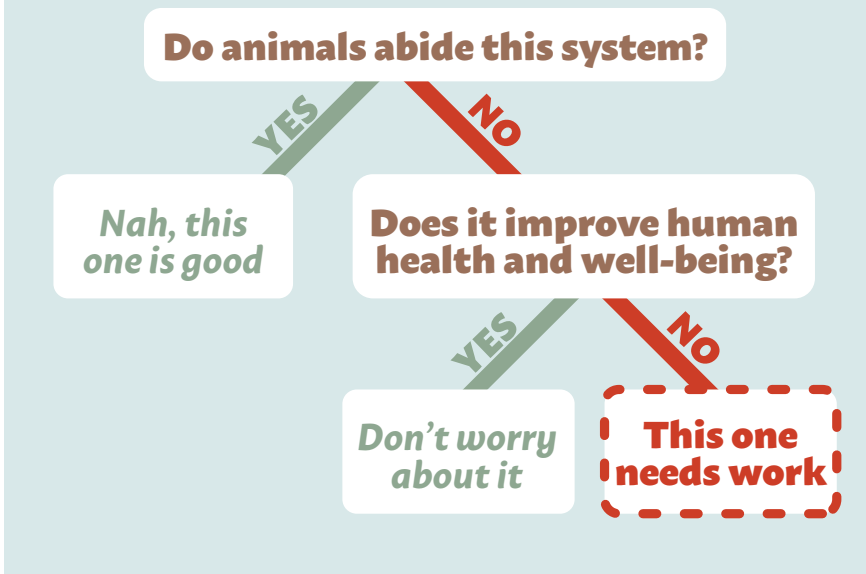 Do animals abide this system?
YES
NO
Nah, this
one is good
Does it improve human
health and well-being?
YES
NO
Don't worry
about it
This one
needs work